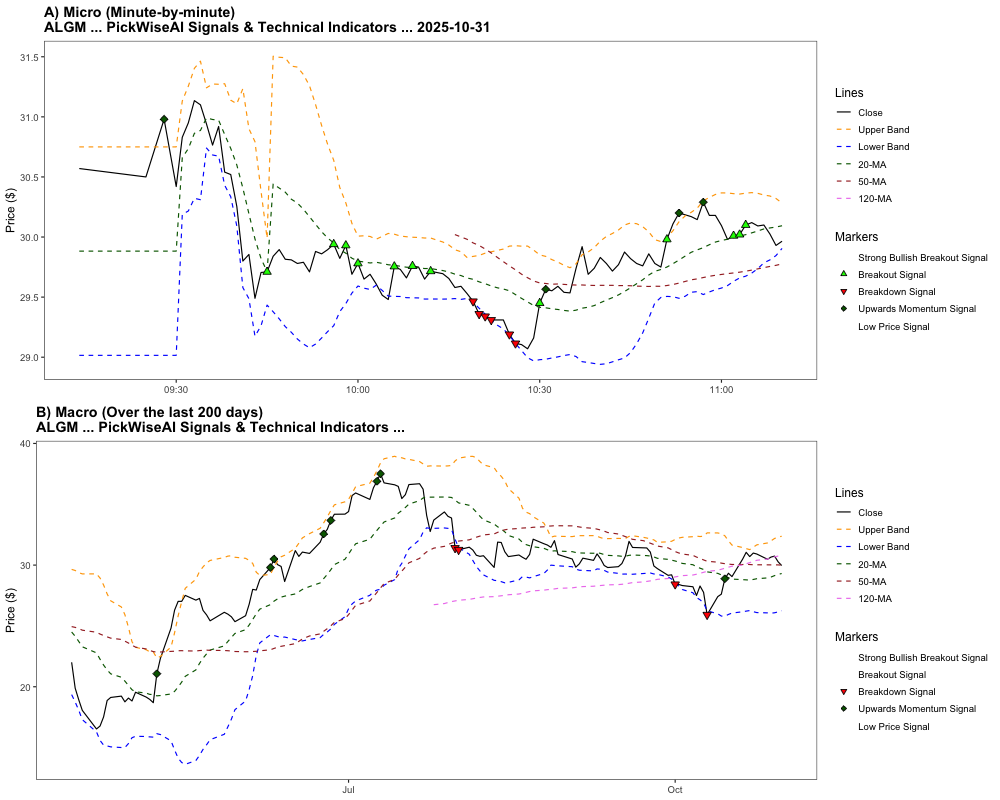 A) Micro (Minute-by-minute)
ALGM ... PickWiseAI Signals & Technical Indicators ... 2025-10-31
Price ($)
31.5
31.0
30.5
30.0
29.5
29.0
09:30
10:00
10:30
11:00
Lines
Close
Upper Band
Lower Band
20-MA
50-MA
120-MA
Markers
Strong Bullish Breakout Signal
Breakout Signal
Breakdown Signal
Upwards Momentum Signal
Low Price Signal
B) Macro (Over the last 200 days)
ALGM ... PickWiseAI Signals & Technical Indicators ...
Price ($)
40
30
20
Jul
Oct
Lines
Close
Upper Band
Lower Band
20-MA
50-MA
120-MA
Markers
Strong Bullish Breakout Signal
Breakout Signal
Breakdown Signal
Upwards Momentum Signal
Low Price Signal